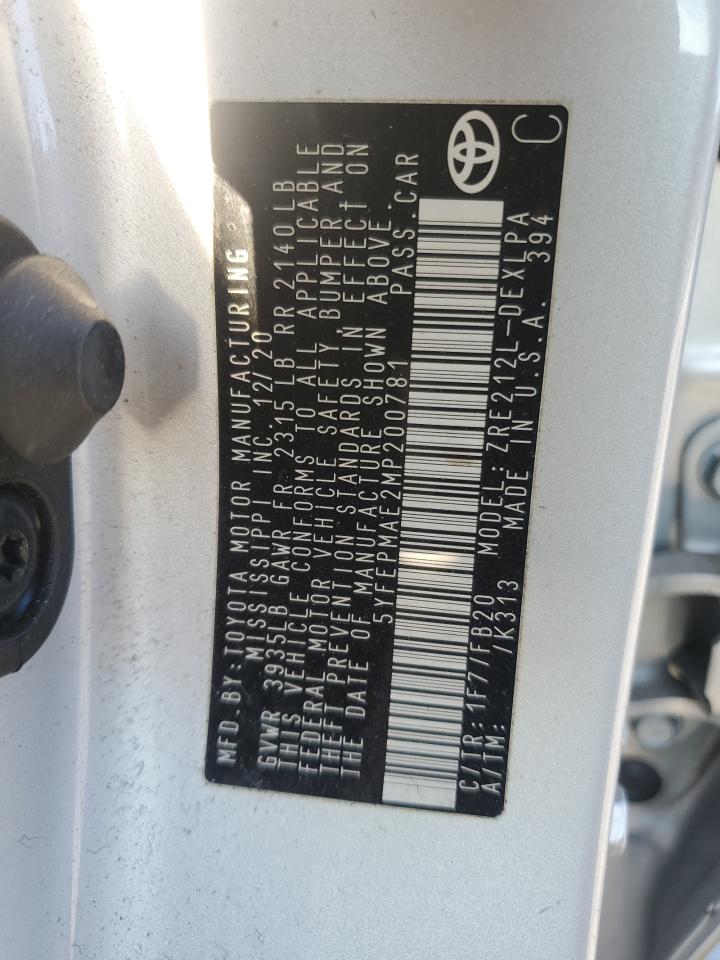 MFD. BY: TOYOTA MOTOR MANUFACTURING
MISSISSIPPI INC. 12/20
GVWR 3935LB GAWR FR 2315 LB RR 2140LB
THIS VEHICLE CONFORMS TO ALL APPLICABLE
FEDERAL MOTOR VEHICLE SAFETY, BUMPER AND
THEFT PREVENTION STANDARDS IN EFFECT ON
THE DATE OF MANUFACTURE SHOWN ABOVE.
5YFEPMAE2MP200781 PASS.CAR
C/TR: 1F7/FB20 MODEL: ZRE212L-DEXLPA
A/TM: /K313 MADE IN U.S.A. 394
C